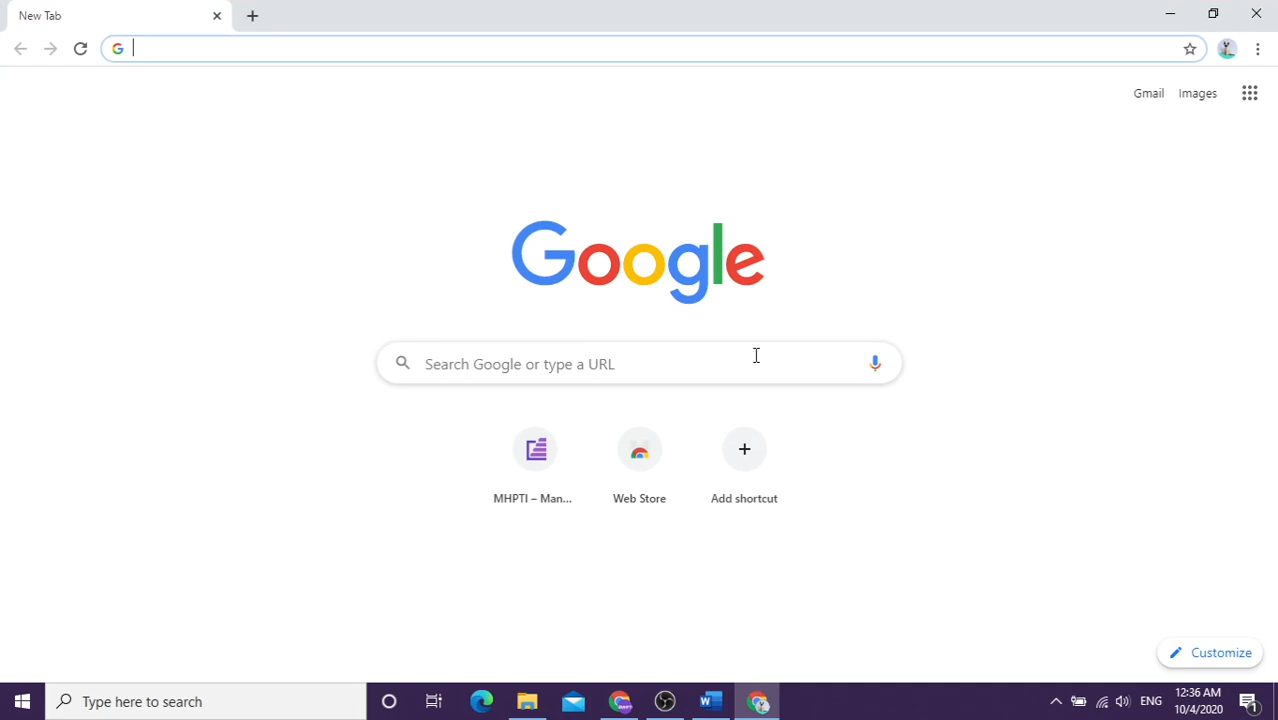 New Tab
Gmail Images
Google
Search Google or type a URL
MHPTI – Man... Web Store Add shortcut
Customize
Type here to search
ENG
12:36 AM
10/4/2020
1